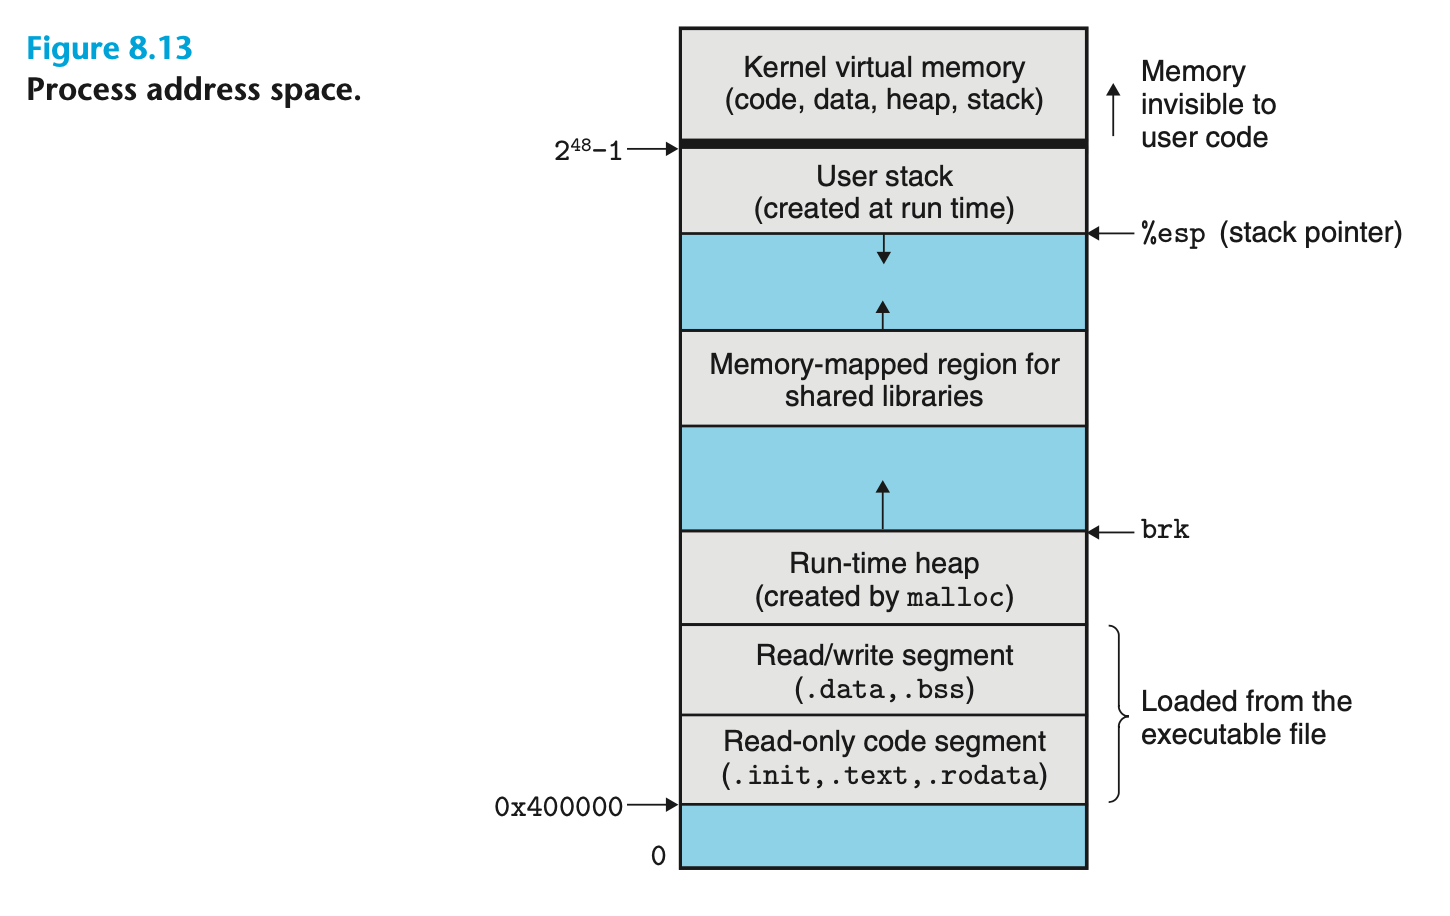 Figure 8.13
Process address space.
Kernel virtual memory
(code, data, heap, stack)
Memory
invisible to
user code
2⁴⁸–1
User stack
(created at run time)
%esp (stack pointer)
Memory-mapped region for
shared libraries
brk
Run-time heap
(created by malloc)
Read/write segment
(.data,.bss)
Loaded from the
executable file
Read-only code segment
(.init,.text,.rodata)
0x400000
0